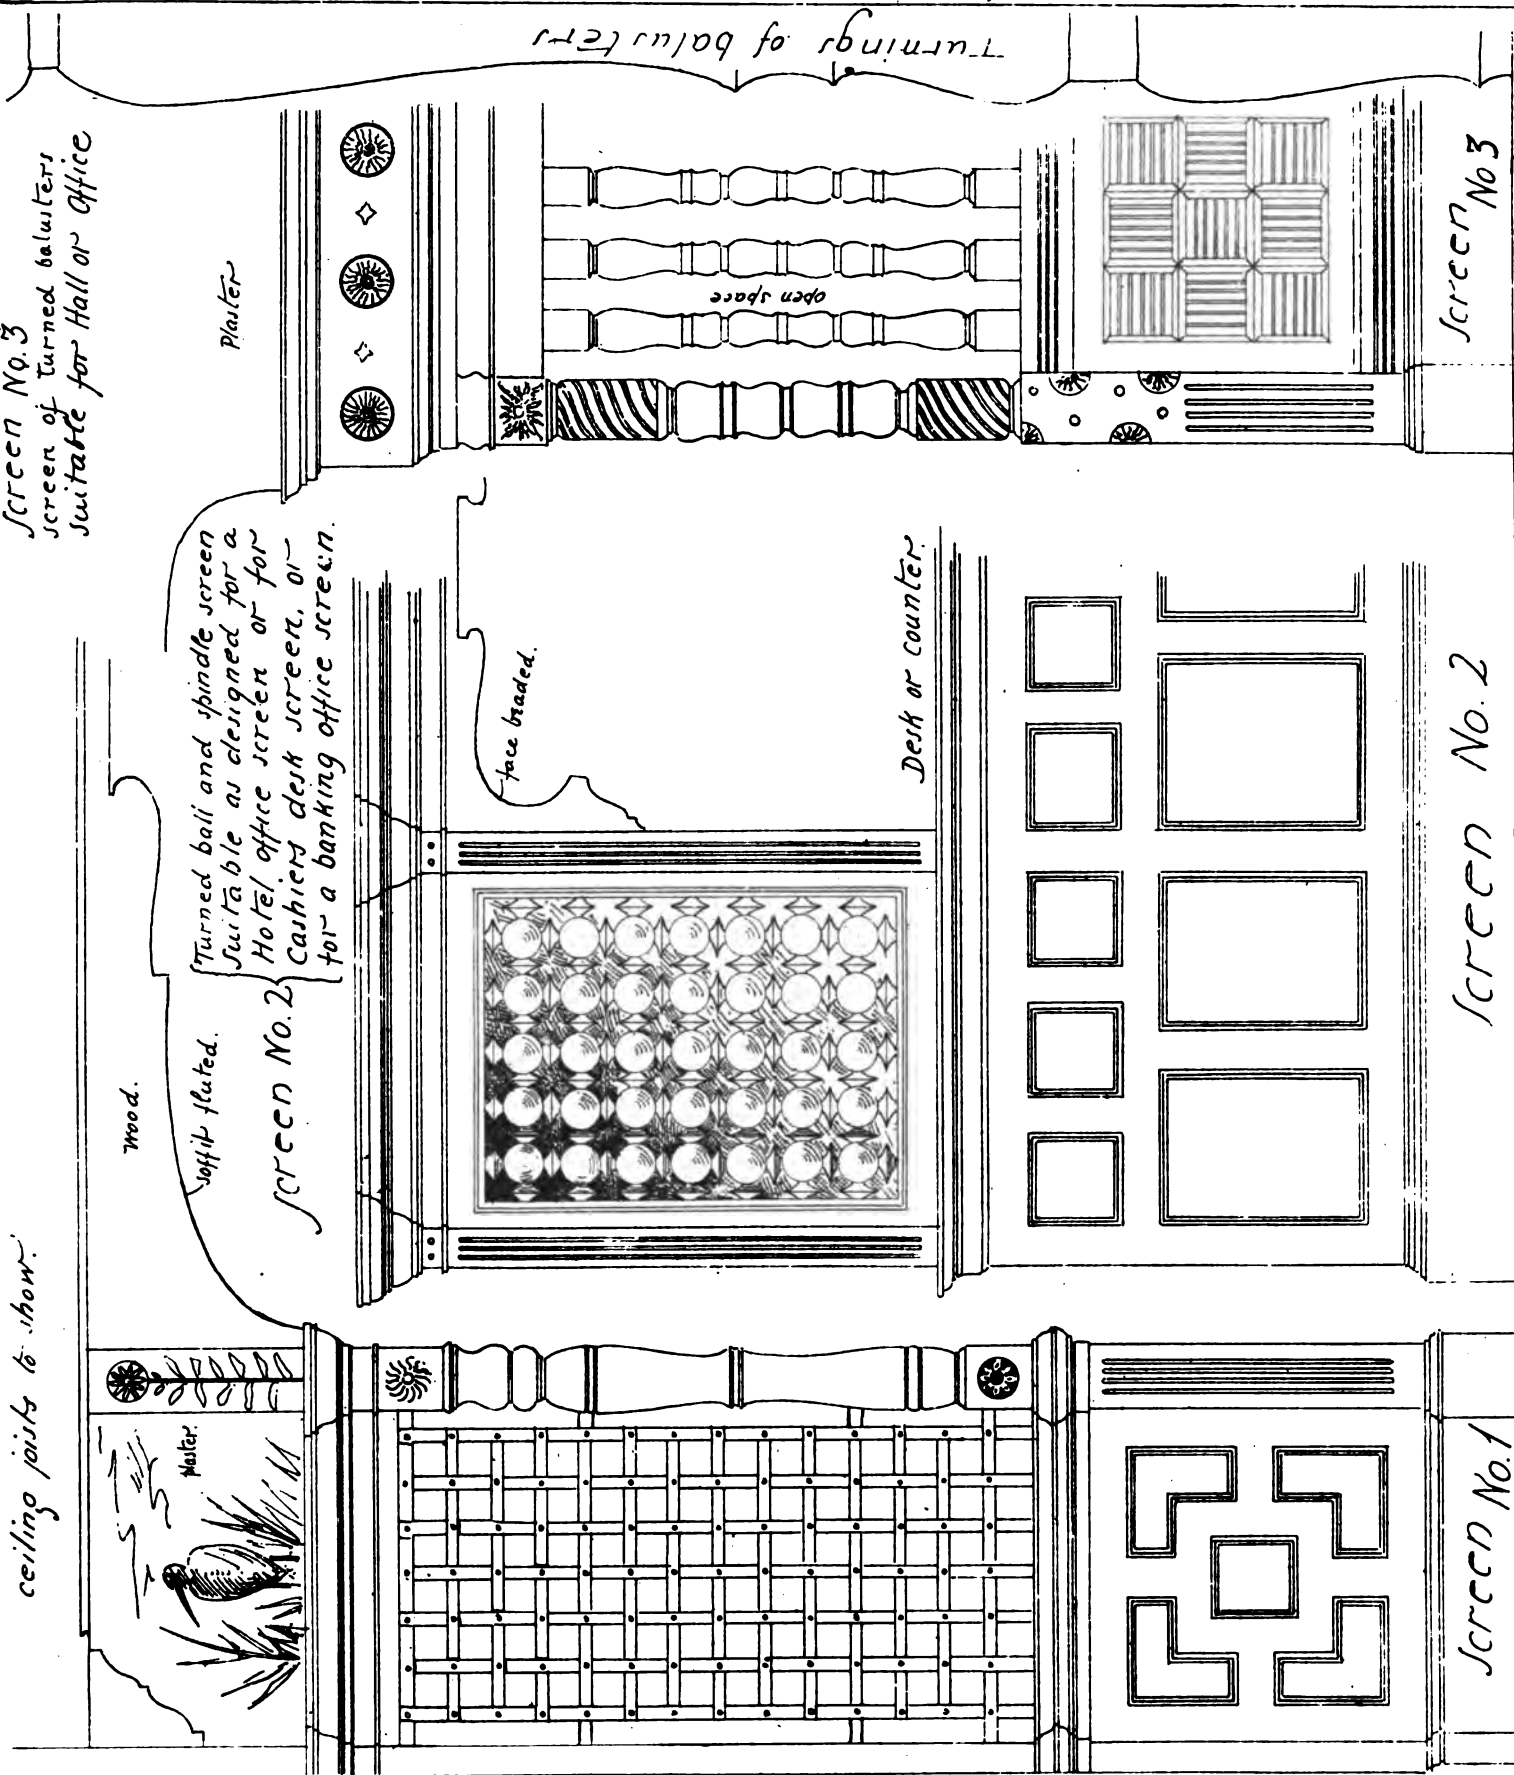 ceiling joists to show.
wood.
soffit fluted.
plaster.
Screen No. 1
Screen No. 2
Turned ball and spindle screen
Suitable as designed for a
Hotel office screen or for
Cashiers desk screen, or
for a banking office screen.
face beaded.
Desk or counter.
Screen No. 2
Screen No. 3
screen of turned balusters
suitable for Hall or Office
Plaster
open space
Turnings of balusters
Screen
No 3